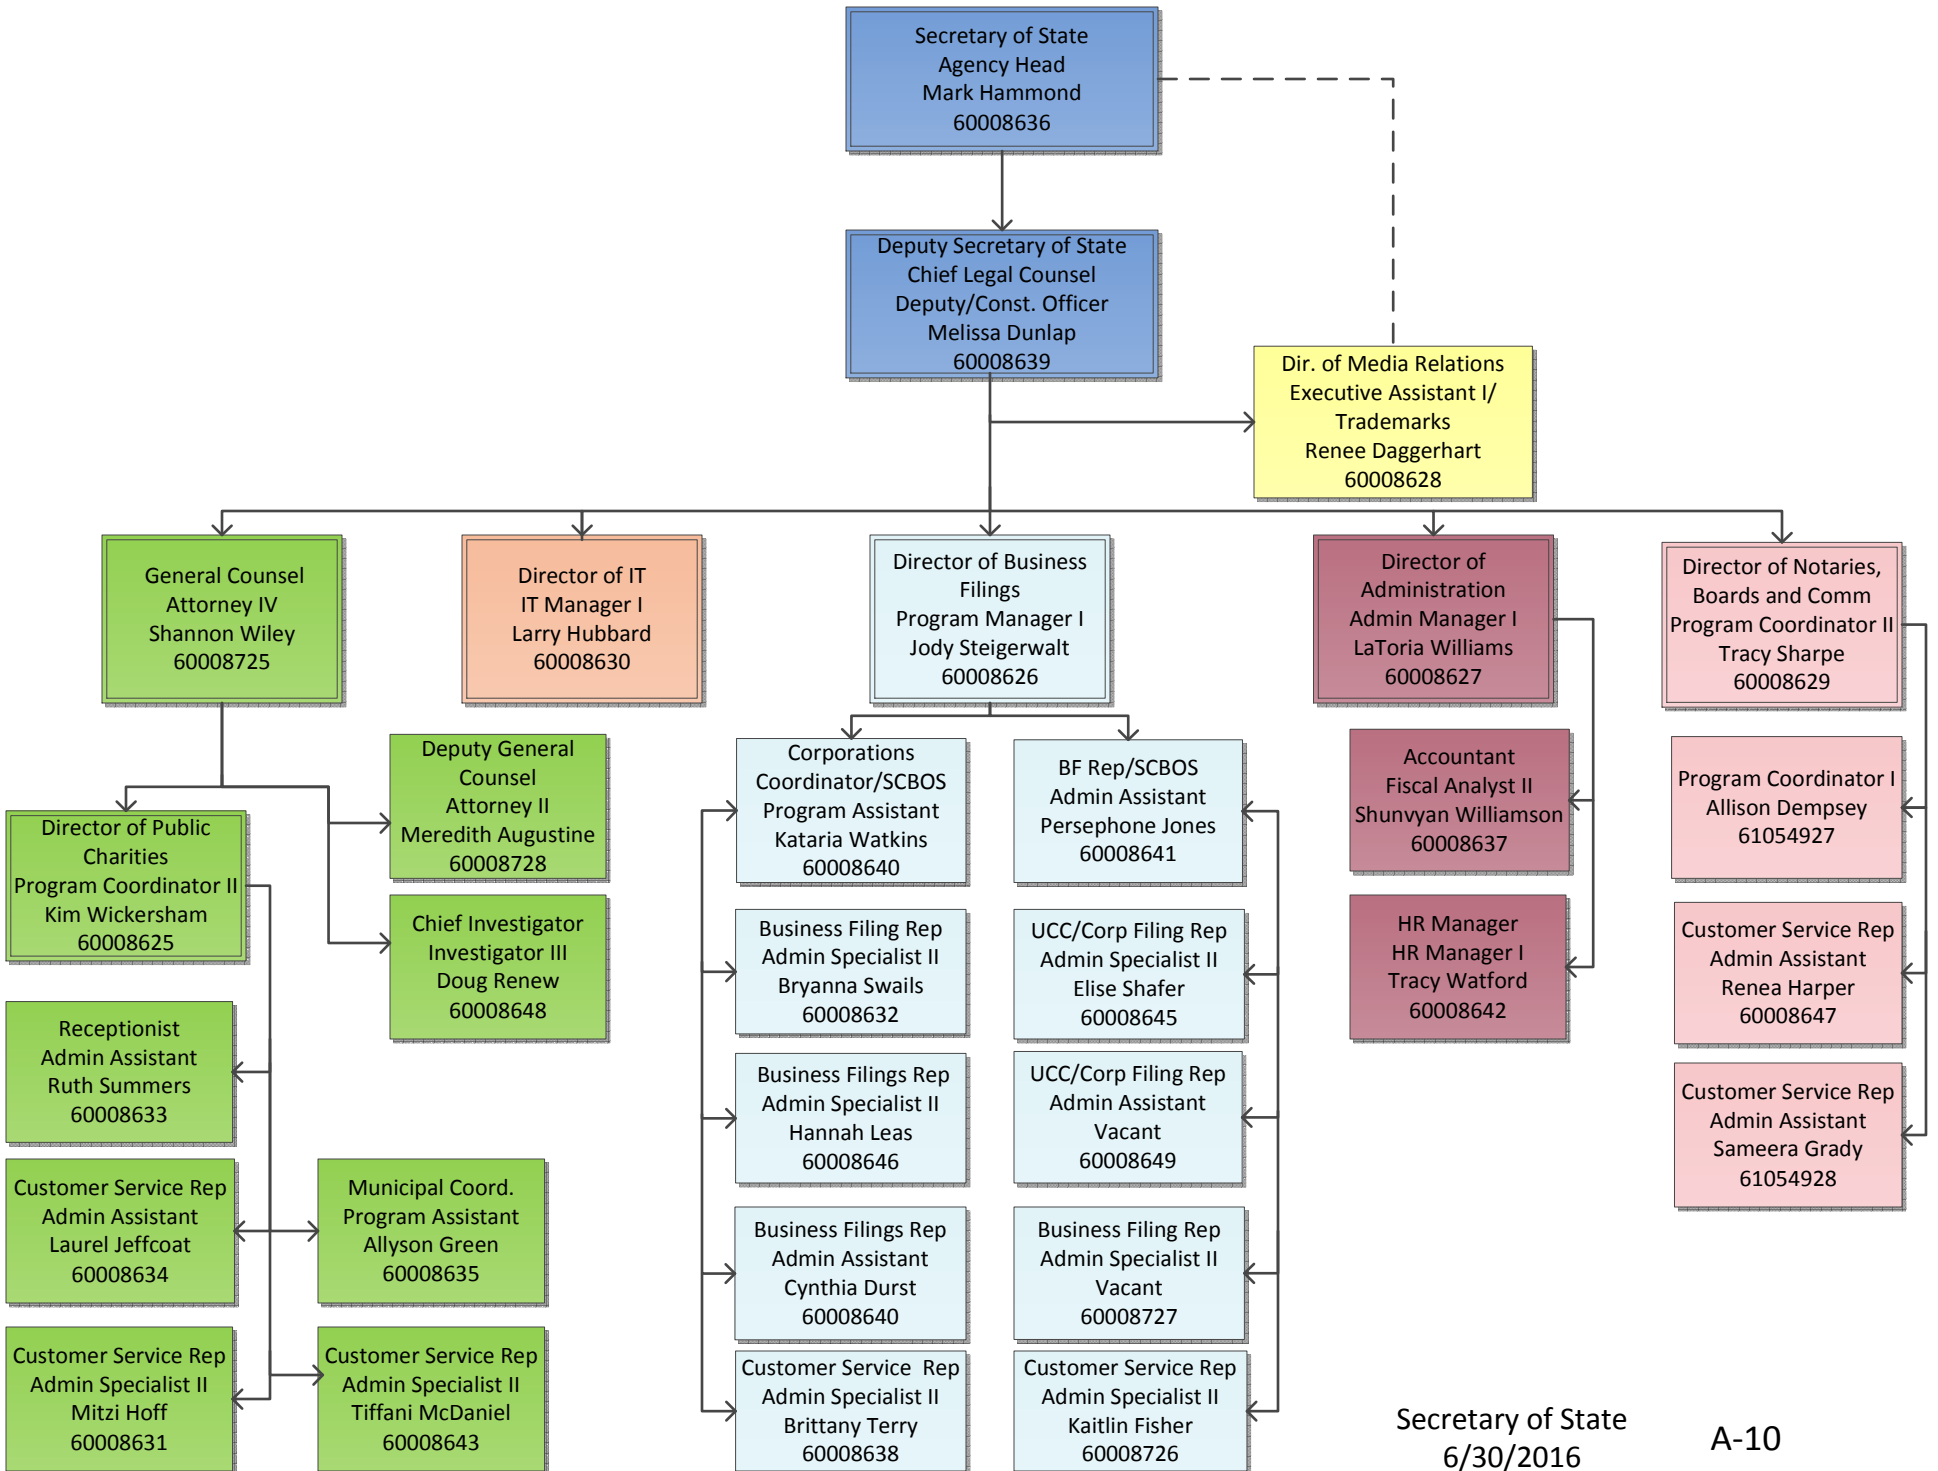 Secretary of State
Agency Head
Mark Hammond
60008636
Deputy Secretary of State
Chief Legal Counsel
Deputy/Const. Officer
Melissa Dunlap
60008639
Dir. of Media Relations
Executive Assistant I/
Trademarks
Renee Daggerhart
60008628
General Counsel
Attorney IV
Shannon Wiley
60008725
Director of IT
IT Manager I
Larry Hubbard
60008630
Director of Business
Filings
Program Manager I
Jody Steigerwalt
60008626
Director of
Administration
Admin Manager I
LaToria Williams
60008627
Director of Notaries,
Boards and Comm
Program Coordinator II
Tracy Sharpe
60008629
Deputy General
Counsel
Attorney II
Meredith Augustine
60008728
Director of Public
Charities
Program Coordinator II
Kim Wickersham
60008625
Chief Investigator
Investigator III
Doug Renew
60008648
Receptionist
Admin Assistant
Ruth Summers
60008633
Customer Service Rep
Admin Assistant
Laurel Jeffcoat
60008634
Municipal Coord.
Program Assistant
Allyson Green
60008635
Customer Service Rep
Admin Specialist II
Mitzi Hoff
60008631
Customer Service Rep
Admin Specialist II
Tiffani McDaniel
60008643
Corporations
Coordinator/SCBOS
Program Assistant
Kataria Watkins
60008640
Business Filing Rep
Admin Specialist II
Bryanna Swails
60008632
Business Filings Rep
Admin Specialist II
Hannah Leas
60008646
Business Filings Rep
Admin Assistant
Cynthia Durst
60008640
Customer Service Rep
Admin Specialist II
Brittany Terry
60008638
BF Rep/SCBOS
Admin Assistant
Persephone Jones
60008641
UCC/Corp Filing Rep
Admin Specialist II
Elise Shafer
60008645
UCC/Corp Filing Rep
Admin Assistant
Vacant
60008649
Business Filing Rep
Admin Specialist II
Vacant
60008727
Customer Service Rep
Admin Specialist II
Kaitlin Fisher
60008726
Accountant
Fiscal Analyst II
Shunvyan Williamson
60008637
HR Manager
HR Manager I
Tracy Watford
60008642
Program Coordinator I
Allison Dempsey
61054927
Customer Service Rep
Admin Assistant
Renea Harper
60008647
Customer Service Rep
Admin Assistant
Sameera Grady
61054928
Secretary of State
6/30/2016
A-10